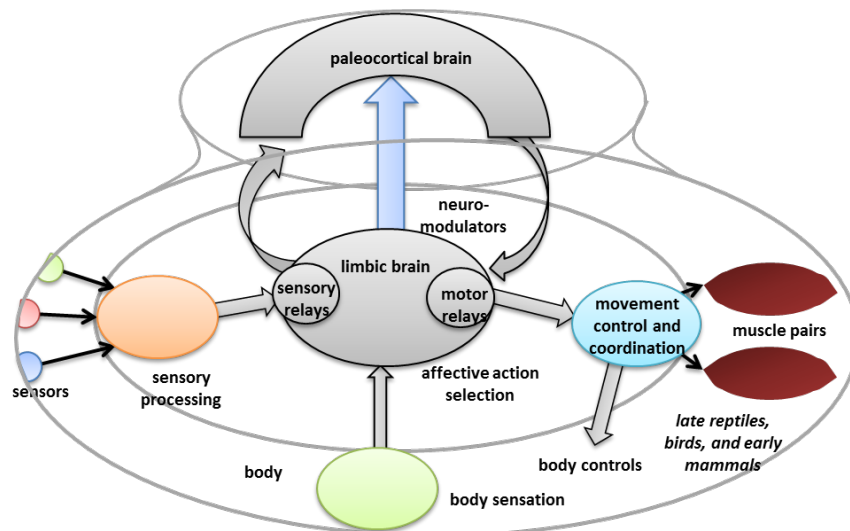 paleocortical brain
neuro-
modulators
limbic brain
sensory
relays
motor
relays
movement
control and
coordination
muscle pairs
sensors
sensory
processing
affective action
selection
late reptiles,
birds, and early
mammals
body
body controls
body sensation